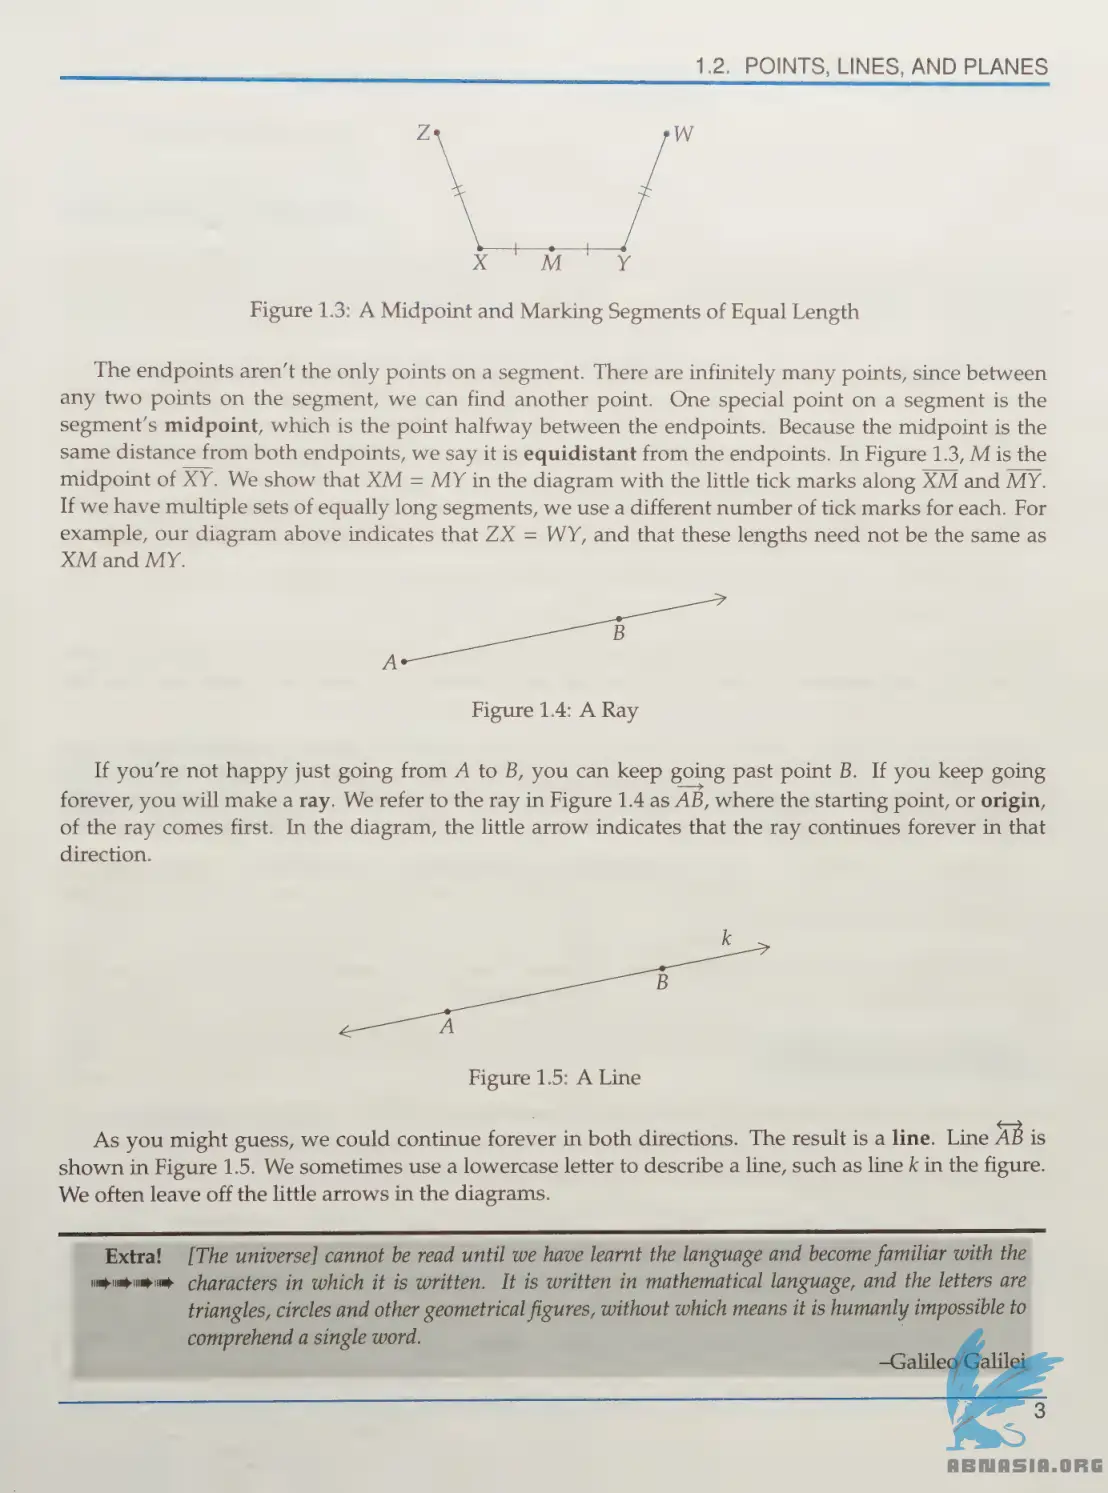 1.2. POINTS, LINES, AND PLANES
Z W
X M Y
Figure 1.3: A Midpoint and Marking Segments of Equal Length
The endpoints aren't the only points on a segment. There are infinitely many points, since between
any two points on the segment, we can find another point. One special point on a segment is the
segment's midpoint, which is the point halfway between the endpoints. Because the midpoint is the
same distance from both endpoints, we say it is equidistant from the endpoints. In Figure 1.3, M is the
midpoint of X̅Y̅. We show that XM = MY in the diagram with the little tick marks along X̅M̅ and M̅Y̅.
If we have multiple sets of equally long segments, we use a different number of tick marks for each. For
example, our diagram above indicates that ZX = WY, and that these lengths need not be the same as
XM and MY.
B
A
Figure 1.4: A Ray
If you're not happy just going from A to B, you can keep going past point B. If you keep going
forever, you will make a ray. We refer to the ray in Figure 1.4 as →AB, where the starting point, or origin,
of the ray comes first. In the diagram, the little arrow indicates that the ray continues forever in that
direction.
k
B
A
Figure 1.5: A Line
As you might guess, we could continue forever in both directions. The result is a line. Line ↔AB is
shown in Figure 1.5. We sometimes use a lowercase letter to describe a line, such as line k in the figure.
We often leave off the little arrows in the diagrams.
Extra! [The universe] cannot be read until we have learnt the language and become familiar with the
characters in which it is written. It is written in mathematical language, and the letters are
triangles, circles and other geometrical figures, without which means it is humanly impossible to
comprehend a single word.
–Galileo Galilei
3
ABNASIA.ORG